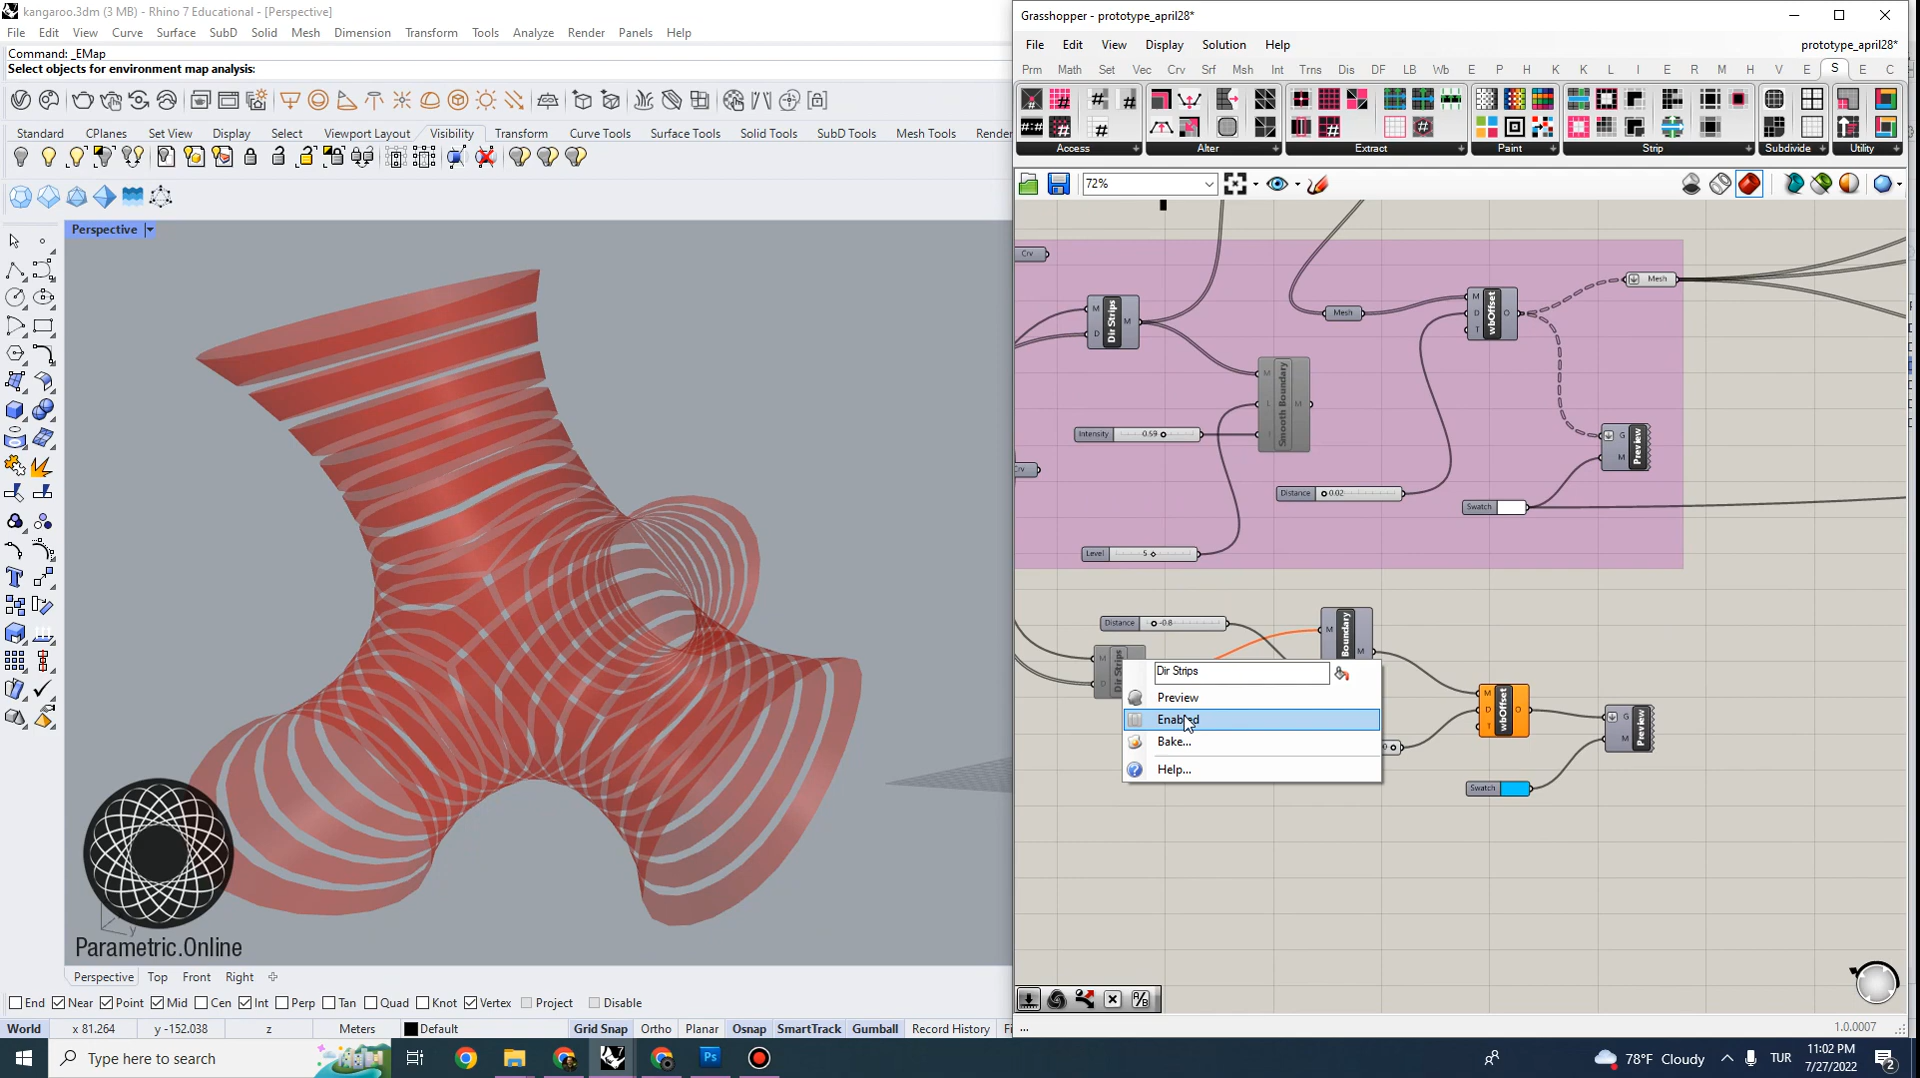 kangaroo.3dm (3 MB) - Rhino 7 Educational - [Perspective]
File Edit View Curve Surface SubD Solid Mesh Dimension Transform Tools Analyze Render Panels Help
Command: _EMap
Select objects for environment map analysis:
Standard CPlanes Set View Display Select Viewport Layout Visibility Transform Curve Tools Surface Tools Solid Tools SubD Tools Mesh Tools Render
Perspective
Parametric.Online
Perspective Top Front Right
End Near Point Mid Cen Int Perp Tan Quad Knot Vertex Project Disable
World x 81.264 y -152.038 z Meters Default Grid Snap Ortho Planar Osnap SmartTrack Gumball Record History Fi
Grasshopper - prototype_april28*
File Edit View Display Solution Help prototype_april28*
Prm Math Set Vec Crv Srf Msh Int Trns Dis DF LB Wb E P H K K L I E R M H V E S E C
Access Alter Extract Paint Strip Subdivide Utility
72%
Crv
Mesh
M D Dir Strips M
Mesh
M D T wbOffset O
M L I Smooth Boundary M
Intensity 0.59
G M Preview
Crv
Distance 0.02
Swatch
Level 5
Distance -0.8
M Boundary M
M D Dir Strips
Dir Strips
Preview
Enabled
Bake...
Help...
M D T wbOffset O
G M Preview
Swatch
... 1.0.0007
Type here to search
Ps
78°F Cloudy TUR 11:02 PM
7/27/2022
2